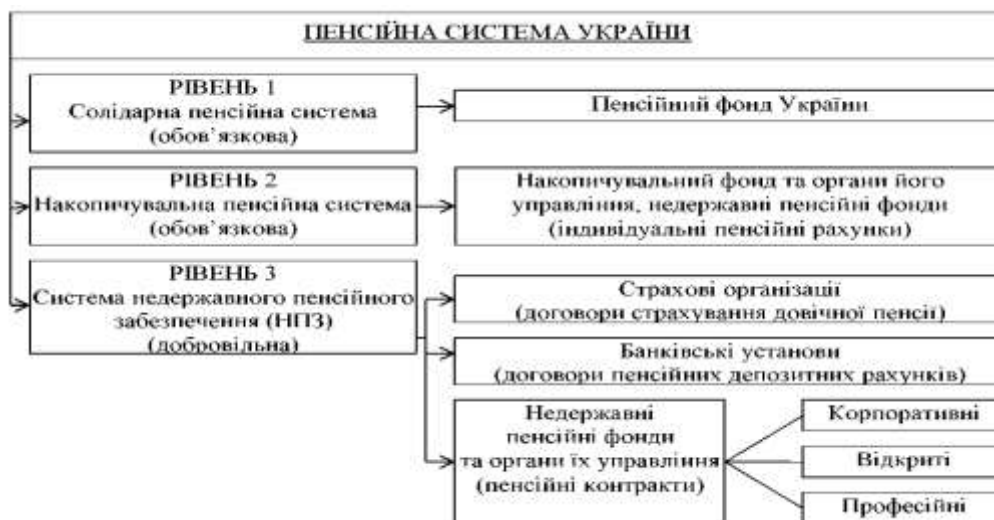 ПЕНСІЙНА СИСТЕМА УКРАЇНИ
РІВЕНЬ 1
Солідарна пенсійна система
(обов’язкова)
Пенсійний фонд України
РІВЕНЬ 2
Накопичувальна пенсійна система
(обов’язкова)
Накопичувальний фонд та органи його
управління, недержавні пенсійні фонди
(індивідуальні пенсійні рахунки)
РІВЕНЬ 3
Система недержавного пенсійного
забезпечення (НПЗ)
(добровільна)
Страхові організації
(договори страхування довічної пенсії)
Банківські установи
(договори пенсійних депозитних рахунків)
Недержавні
пенсійні фонди
та органи їх управління
(пенсійні контракти)
Корпоративні
Відкриті
Професійні